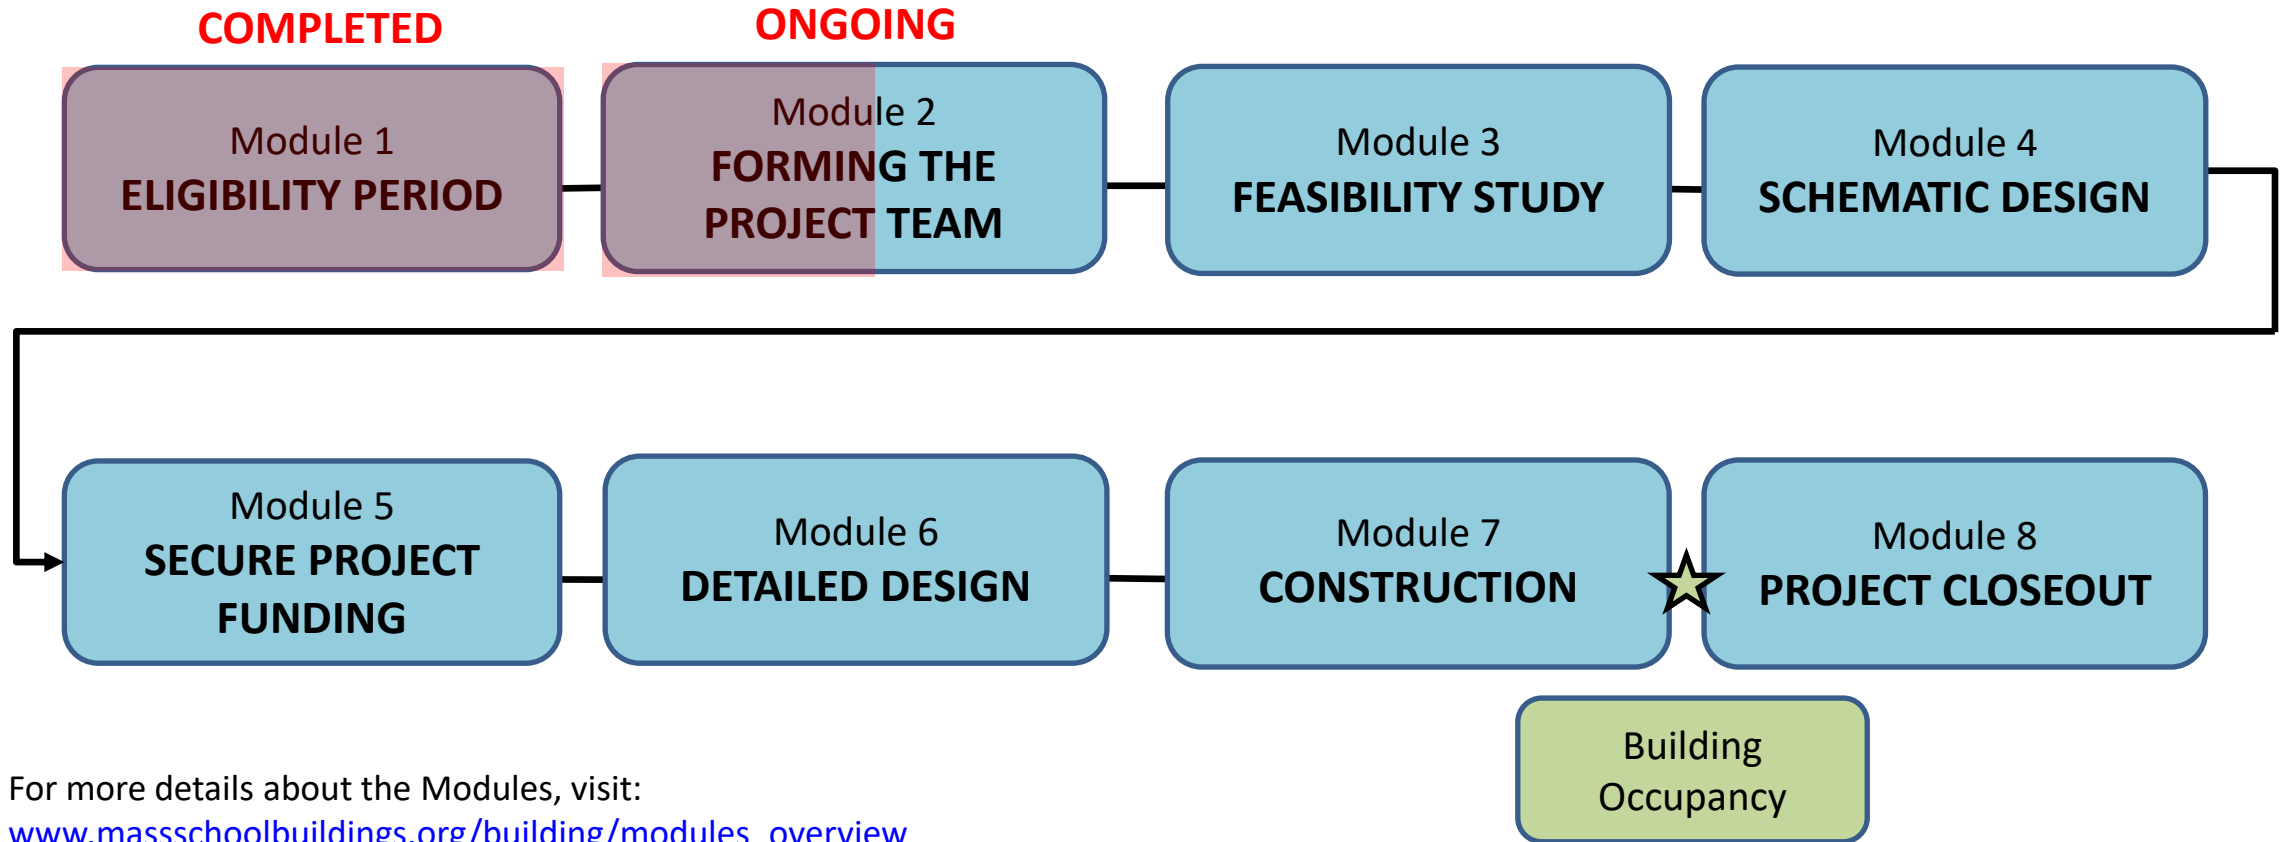 COMPLETED
ONGOING
Module 1
ELIGIBILITY PERIOD
Module 2
FORMING THE
PROJECT TEAM
Module 3
FEASIBILITY STUDY
Module 4
SCHEMATIC DESIGN
Module 5
SECURE PROJECT
FUNDING
Module 6
DETAILED DESIGN
Module 7
CONSTRUCTION
Module 8
PROJECT CLOSEOUT
Building
Occupancy
For more details about the Modules, visit:
www.massschoolbuildings.org/building/modules_overview